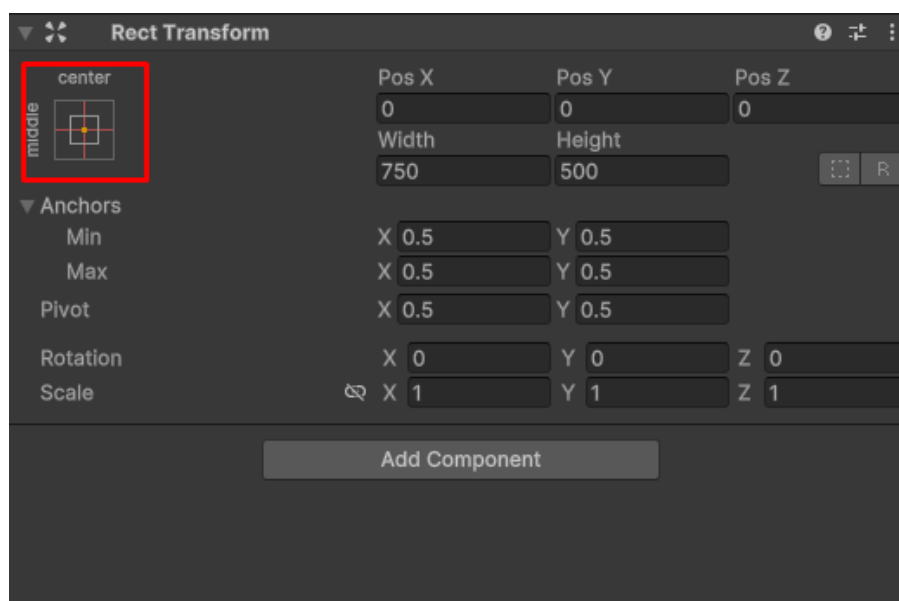 Rect Transform
center
middle
Pos X Pos Y Pos Z
0 0 0
Width Height
750 500
R
Anchors
Min X 0.5 Y 0.5
Max X 0.5 Y 0.5
Pivot X 0.5 Y 0.5
Rotation X 0 Y 0 Z 0
Scale X 1 Y 1 Z 1
Add Component